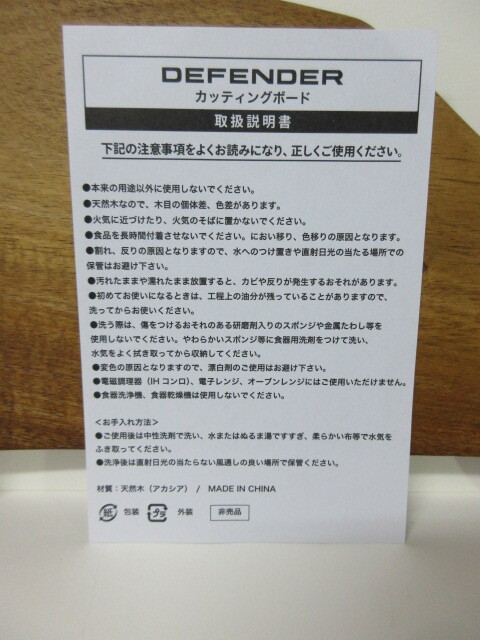 DEFENDER
カッティングボード
取扱説明書
下記の注意事項をよくお読みになり、正しくご使用ください。
●本来の用途以外に使用しないでください。
●天然木なので、木目の個体差、色差があります。
●火気に近づけたり、火気のそばに置かないでください。
●食品を長時間付着させないでください。におい移り、色移りの原因となります。
●割れ、反りの原因となりますので、水へのつけ置きや直射日光の当たる場所での
保管はお避け下さい。
●汚れたままや濡れたまま放置すると、カビや反りが発生するおそれがあります。
●初めてお使いになるときは、工程上の油分が残っていることがありますので、
洗ってからお使いください。
●洗う際は、傷をつけるおそれのある研磨剤入りのスポンジや金属たわし等を
使用しないでください。やわらかいスポンジ等に食器用洗剤をつけて洗い、
水気をよく拭き取ってから収納してください。
●変色の原因となりますので、漂白剤のご使用はお避け下さい。
●電磁調理器（IHコンロ）、電子レンジ、オーブンレンジにはご使用いただけません。
●食器洗浄機、食器乾燥機は使用しないでください。
＜お手入れ方法＞
●ご使用後は中性洗剤で洗い、水またはぬるま湯ですすぎ、柔らかい布等で水気を
ふき取ってください。
●洗浄後は直射日光の当たらない風通しの良い場所で保管ください。
材質：天然木（アカシア） / MADE IN CHINA
紙 包装 プラ 外装 非売品